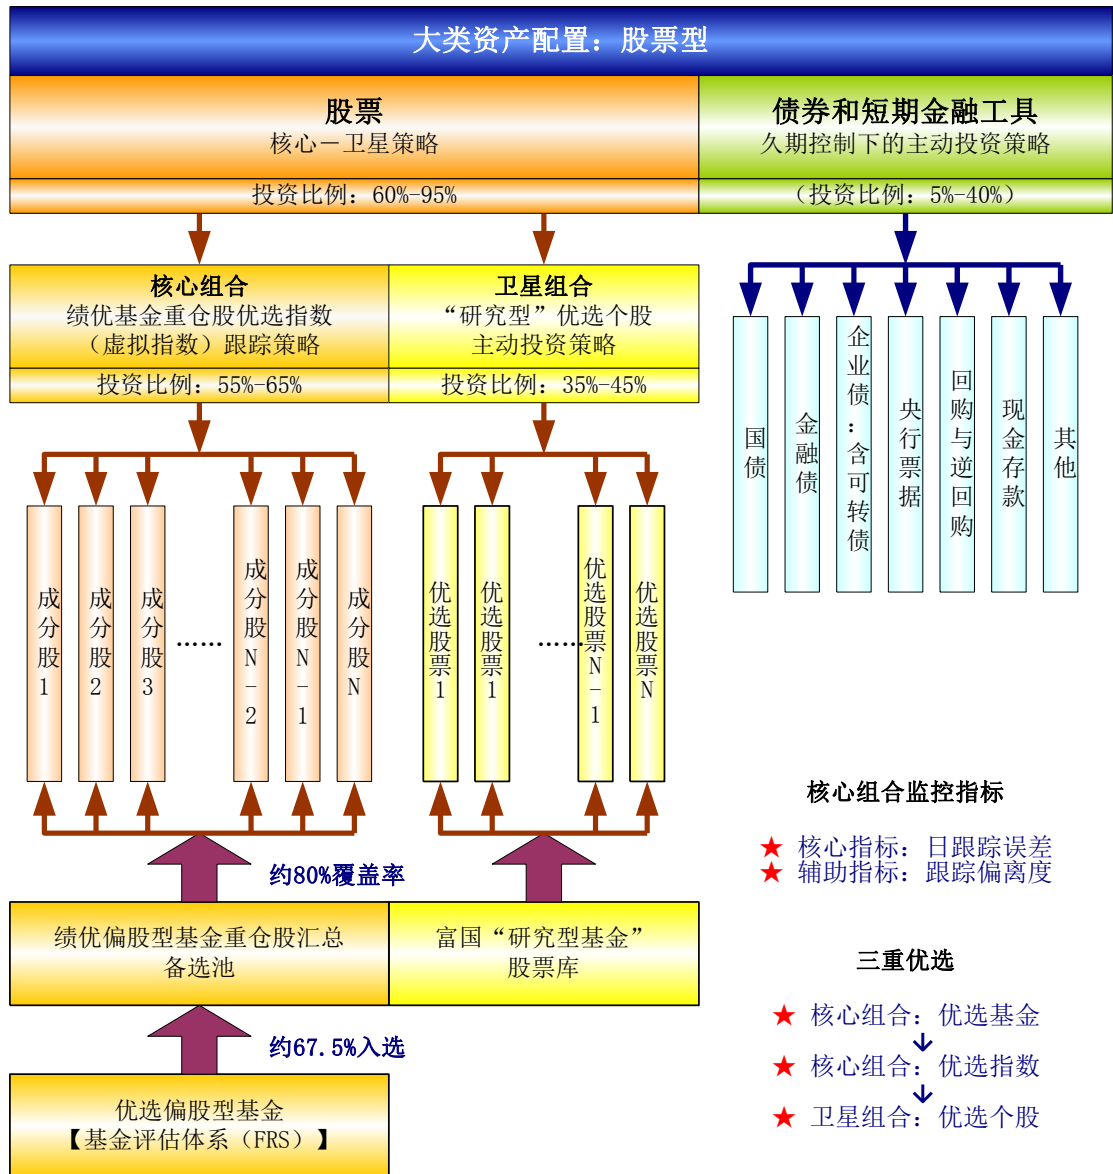 大类资产配置：股票型
股票
核心－卫星策略
投资比例：60%-95%
债券和短期金融工具
久期控制下的主动投资策略
（投资比例：5%-40%）
核心组合
绩优基金重仓股优选指数
（虚拟指数）跟踪策略
投资比例：55%-65%
卫星组合
“研究型”优选个股
主动投资策略
投资比例：35%-45%
国债
金融债
企业债：含可转债
央行票据
回购与逆回购
现金存款
其他
成分股1
成分股2
成分股3
……
成分股N-2
成分股N-1
成分股N
优选股票1
优选股票1
……
优选股票N-1
优选股票N
约80%覆盖率
绩优偏股型基金重仓股汇总
备选池
富国“研究型基金”
股票库
约67.5%入选
优选偏股型基金
【基金评估体系（FRS）】
核心组合监控指标
★ 核心指标：日跟踪误差
★ 辅助指标：跟踪偏离度
三重优选
★ 核心组合：优选基金
★ 核心组合：优选指数
★ 卫星组合：优选个股